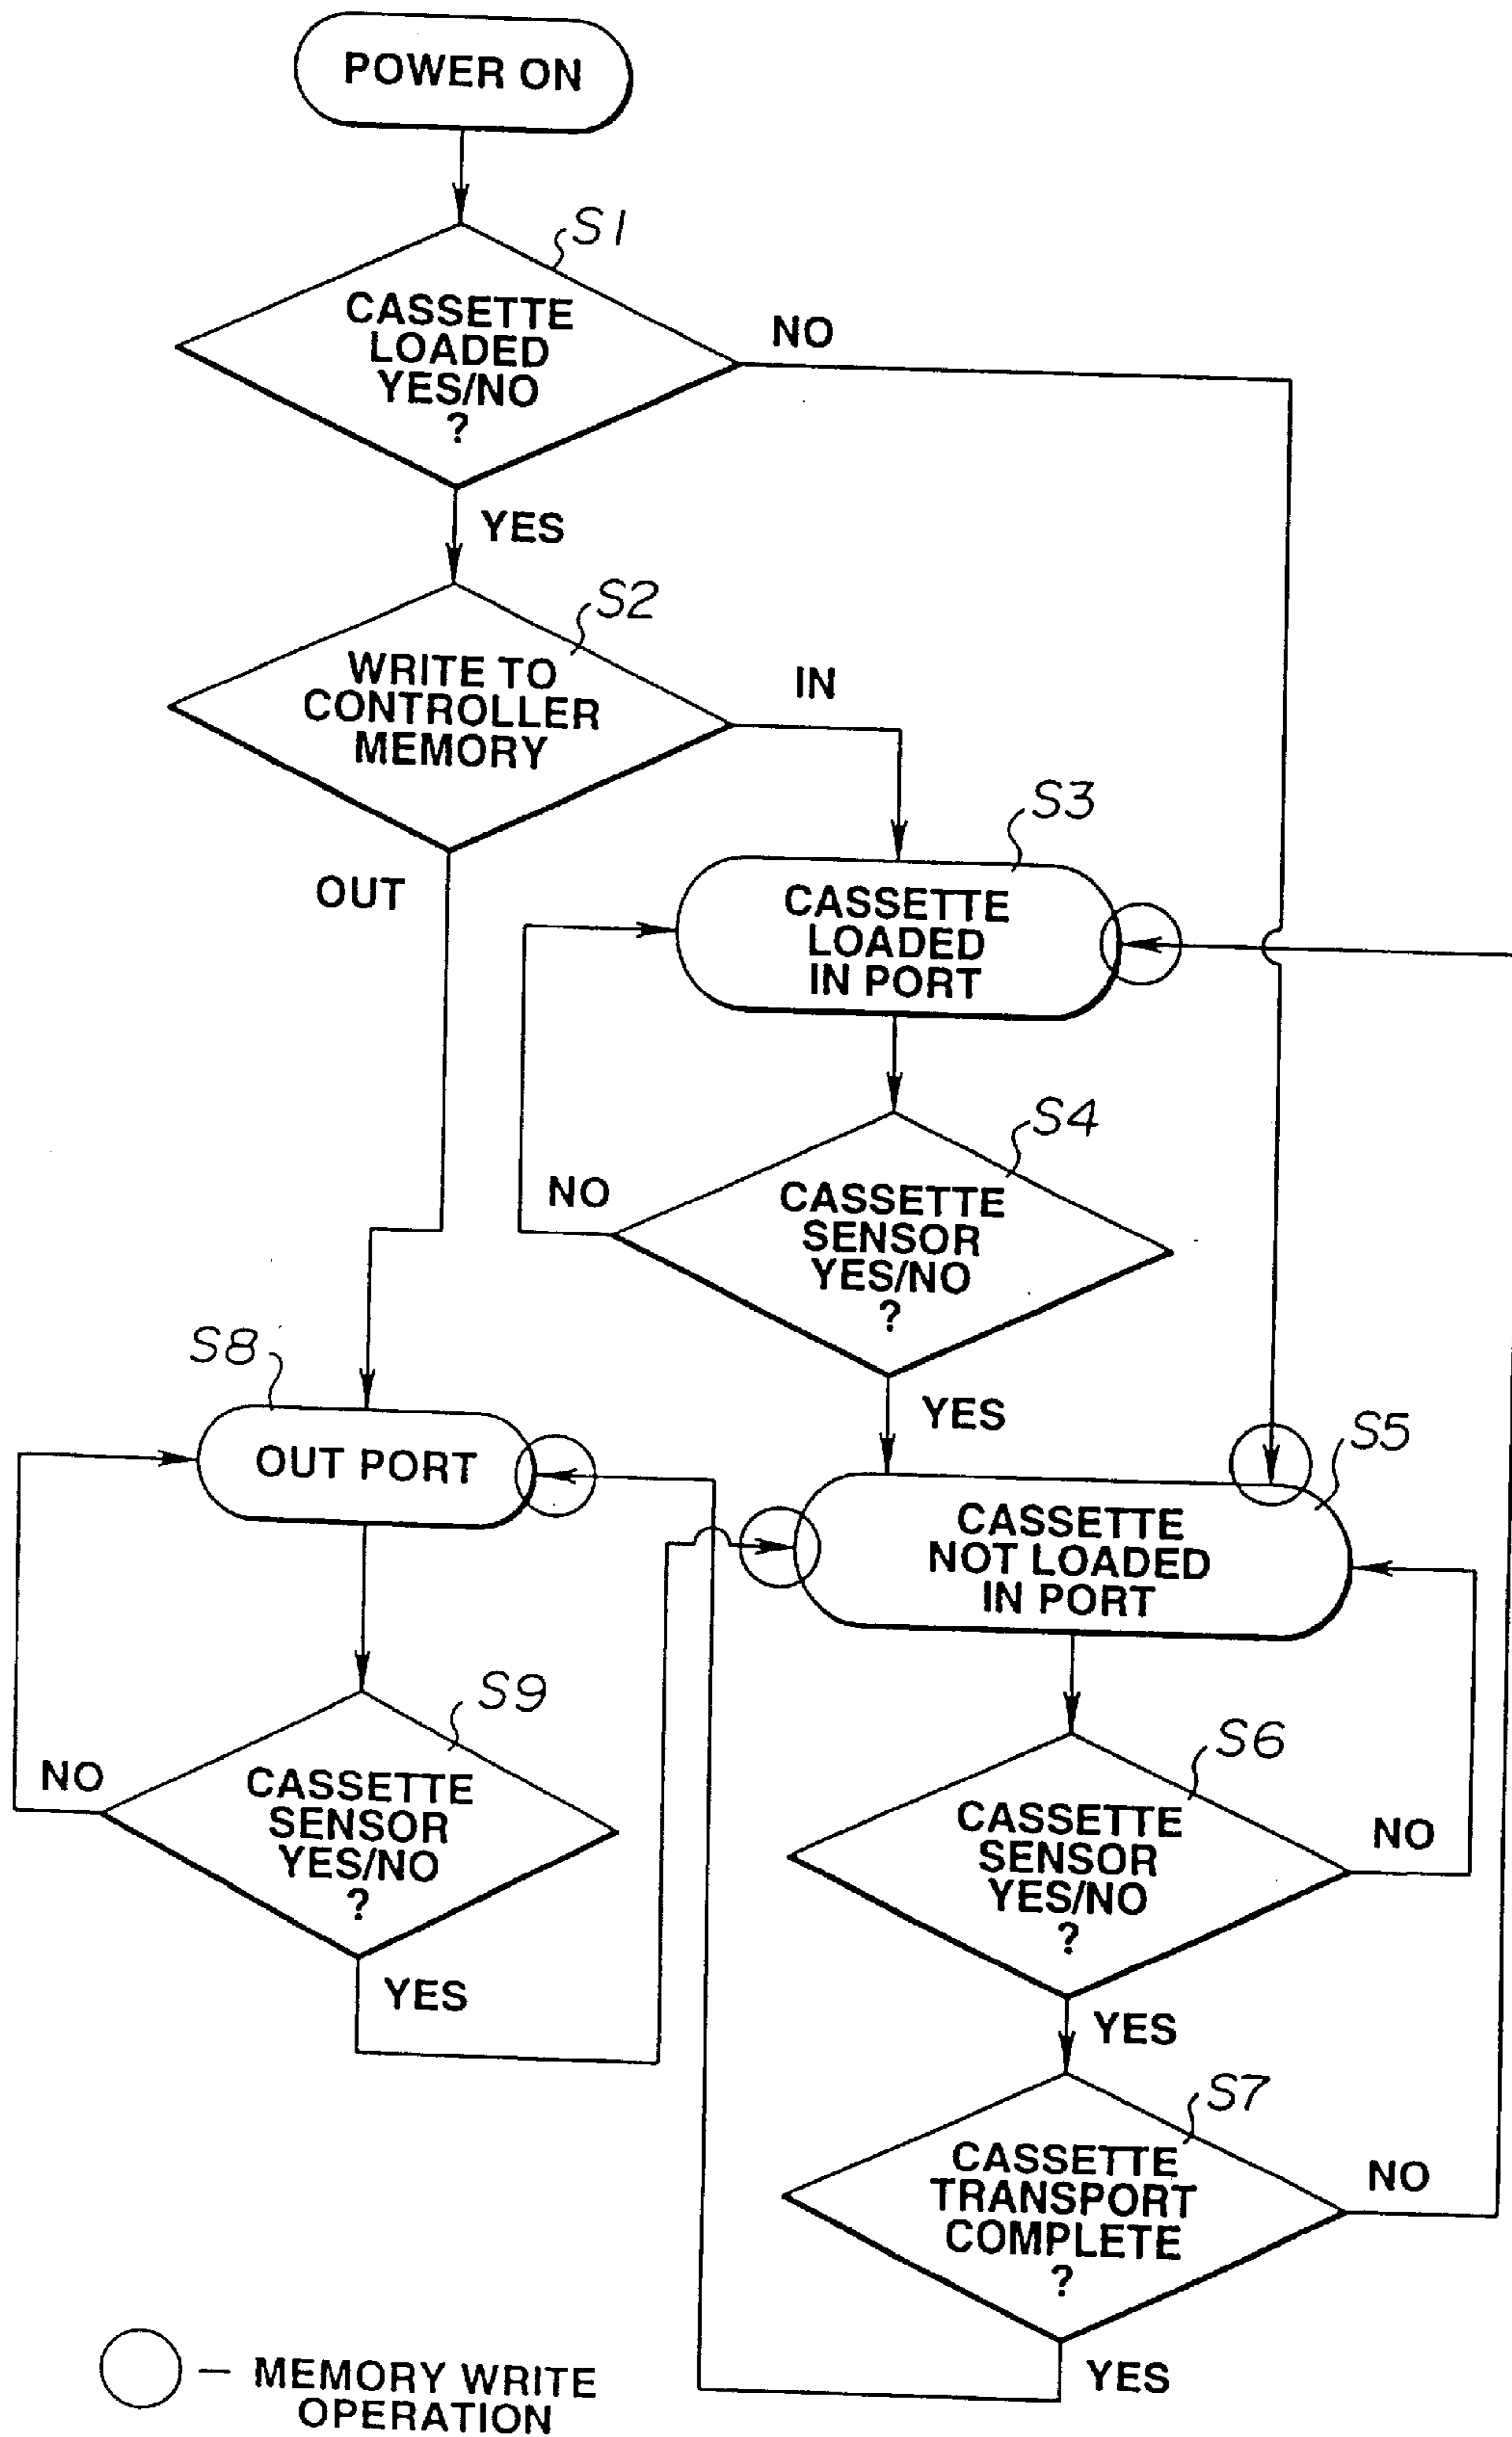 POWER ON
S1
CASSETTE
LOADED
YES/NO
?
NO
YES
S2
WRITE TO
CONTROLLER
MEMORY
IN
OUT
S3
CASSETTE
LOADED
IN PORT
S4
CASSETTE
SENSOR
YES/NO
?
NO
YES
S8
OUT PORT
S5
CASSETTE
NOT LOADED
IN PORT
S9
CASSETTE
SENSOR
YES/NO
?
NO
YES
S6
CASSETTE
SENSOR
YES/NO
?
NO
YES
S7
CASSETTE
TRANSPORT
COMPLETE
?
NO
YES
— MEMORY WRITE
OPERATION